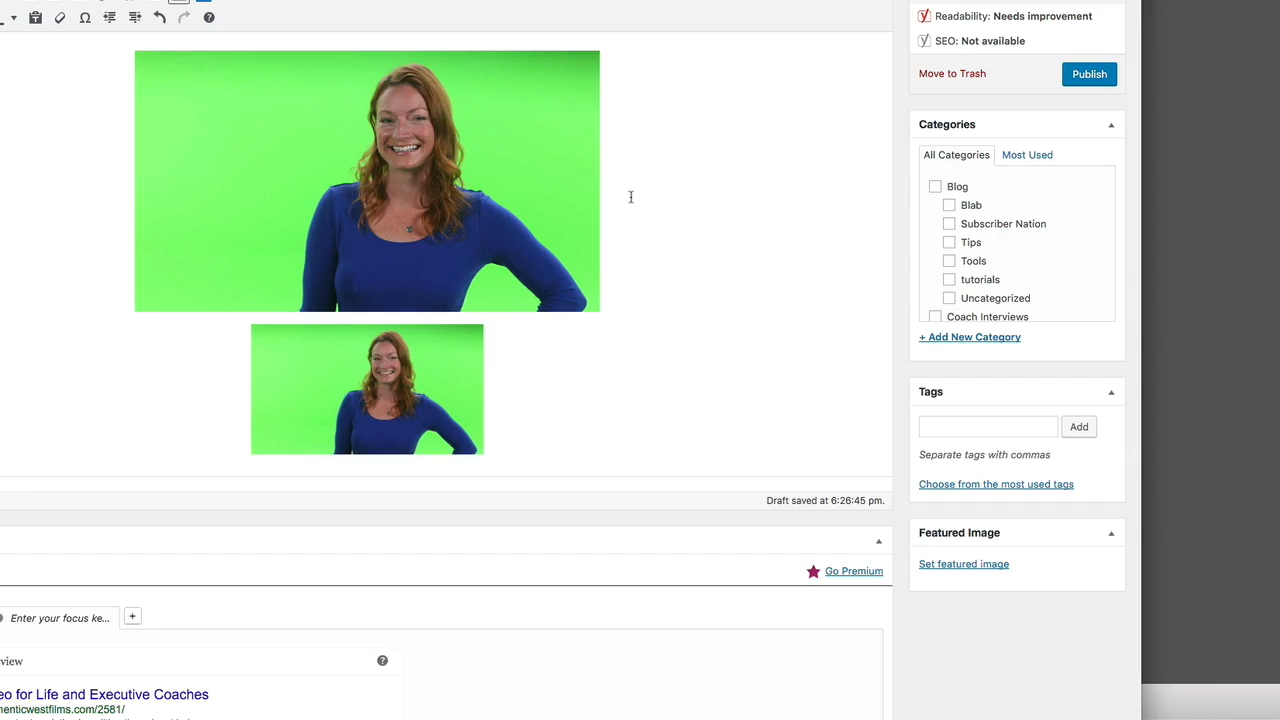 Readability: Needs improvement
SEO: Not available
Move to Trash
Publish
Categories
All Categories
Most Used
Blog
Blab
Subscriber Nation
Tips
Tools
tutorials
Uncategorized
Coach Interviews
+ Add New Category
Tags
Add
Separate tags with commas
Choose from the most used tags
Draft saved at 6:26:45 pm.
Featured Image
Set featured image
Go Premium
Enter your focus ke...
+
view
eo for Life and Executive Coaches
henticwestfilms.com/2581/